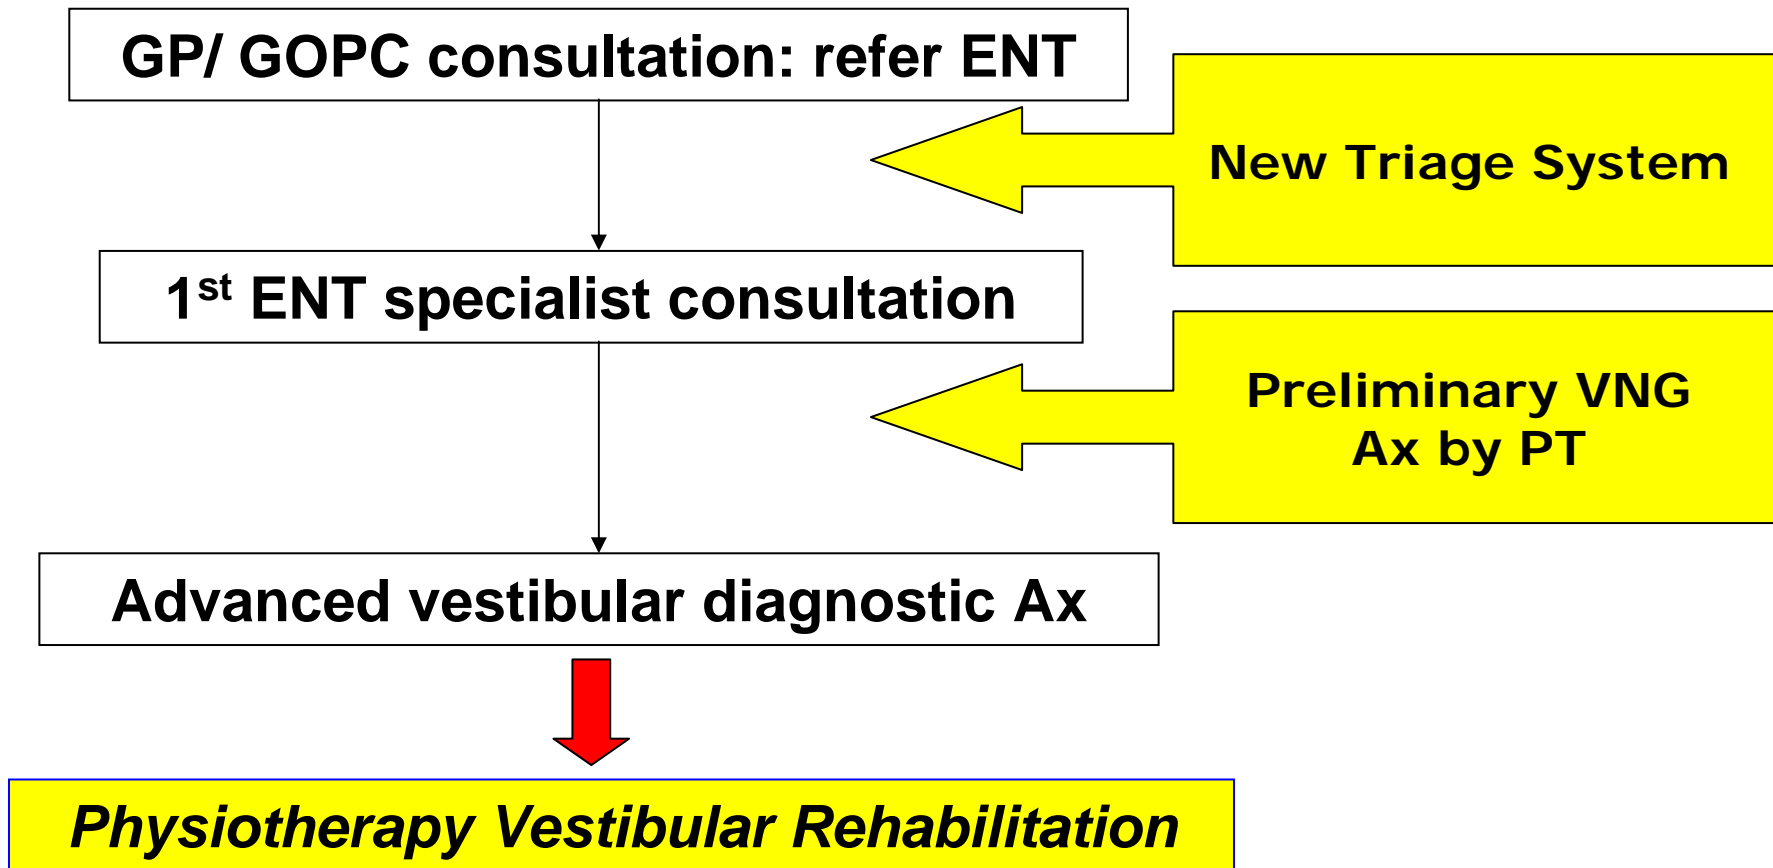 GP/ GOPC consultation: refer ENT
New Triage System
1st ENT specialist consultation
Preliminary VNG
Ax by PT
Advanced vestibular diagnostic Ax
Physiotherapy Vestibular Rehabilitation